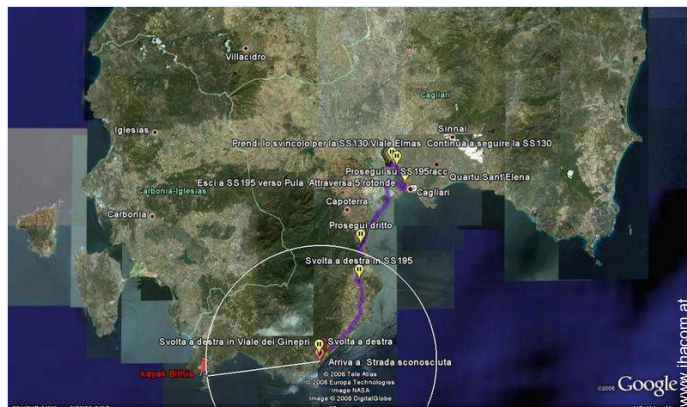 Villacidro
Cagliari
Iglesias
Sinnai
Prendi lo svincolo per la SS130/Viale Elmas Continua a seguire la SS130
Prosegui su SS195racc
Quartu Sant'Elena
Carbonia-Iglesias
Esci a SS195 verso Pula Attraversa 5 rotonde
Cagliari
Capoterra
Carbonia
Prosegui dritto
Svolta a destra in SS195
Svolta a destra in Viale dei Ginepri
Svolta a destra
Arriva a: Strada sconosciuta
kayak Bithia
© 2008 Tele Atlas
© 2008 Europa Technologies
Image NASA
Image © 2008 DigitalGlobe
©2008 Google
www.ibacom.at